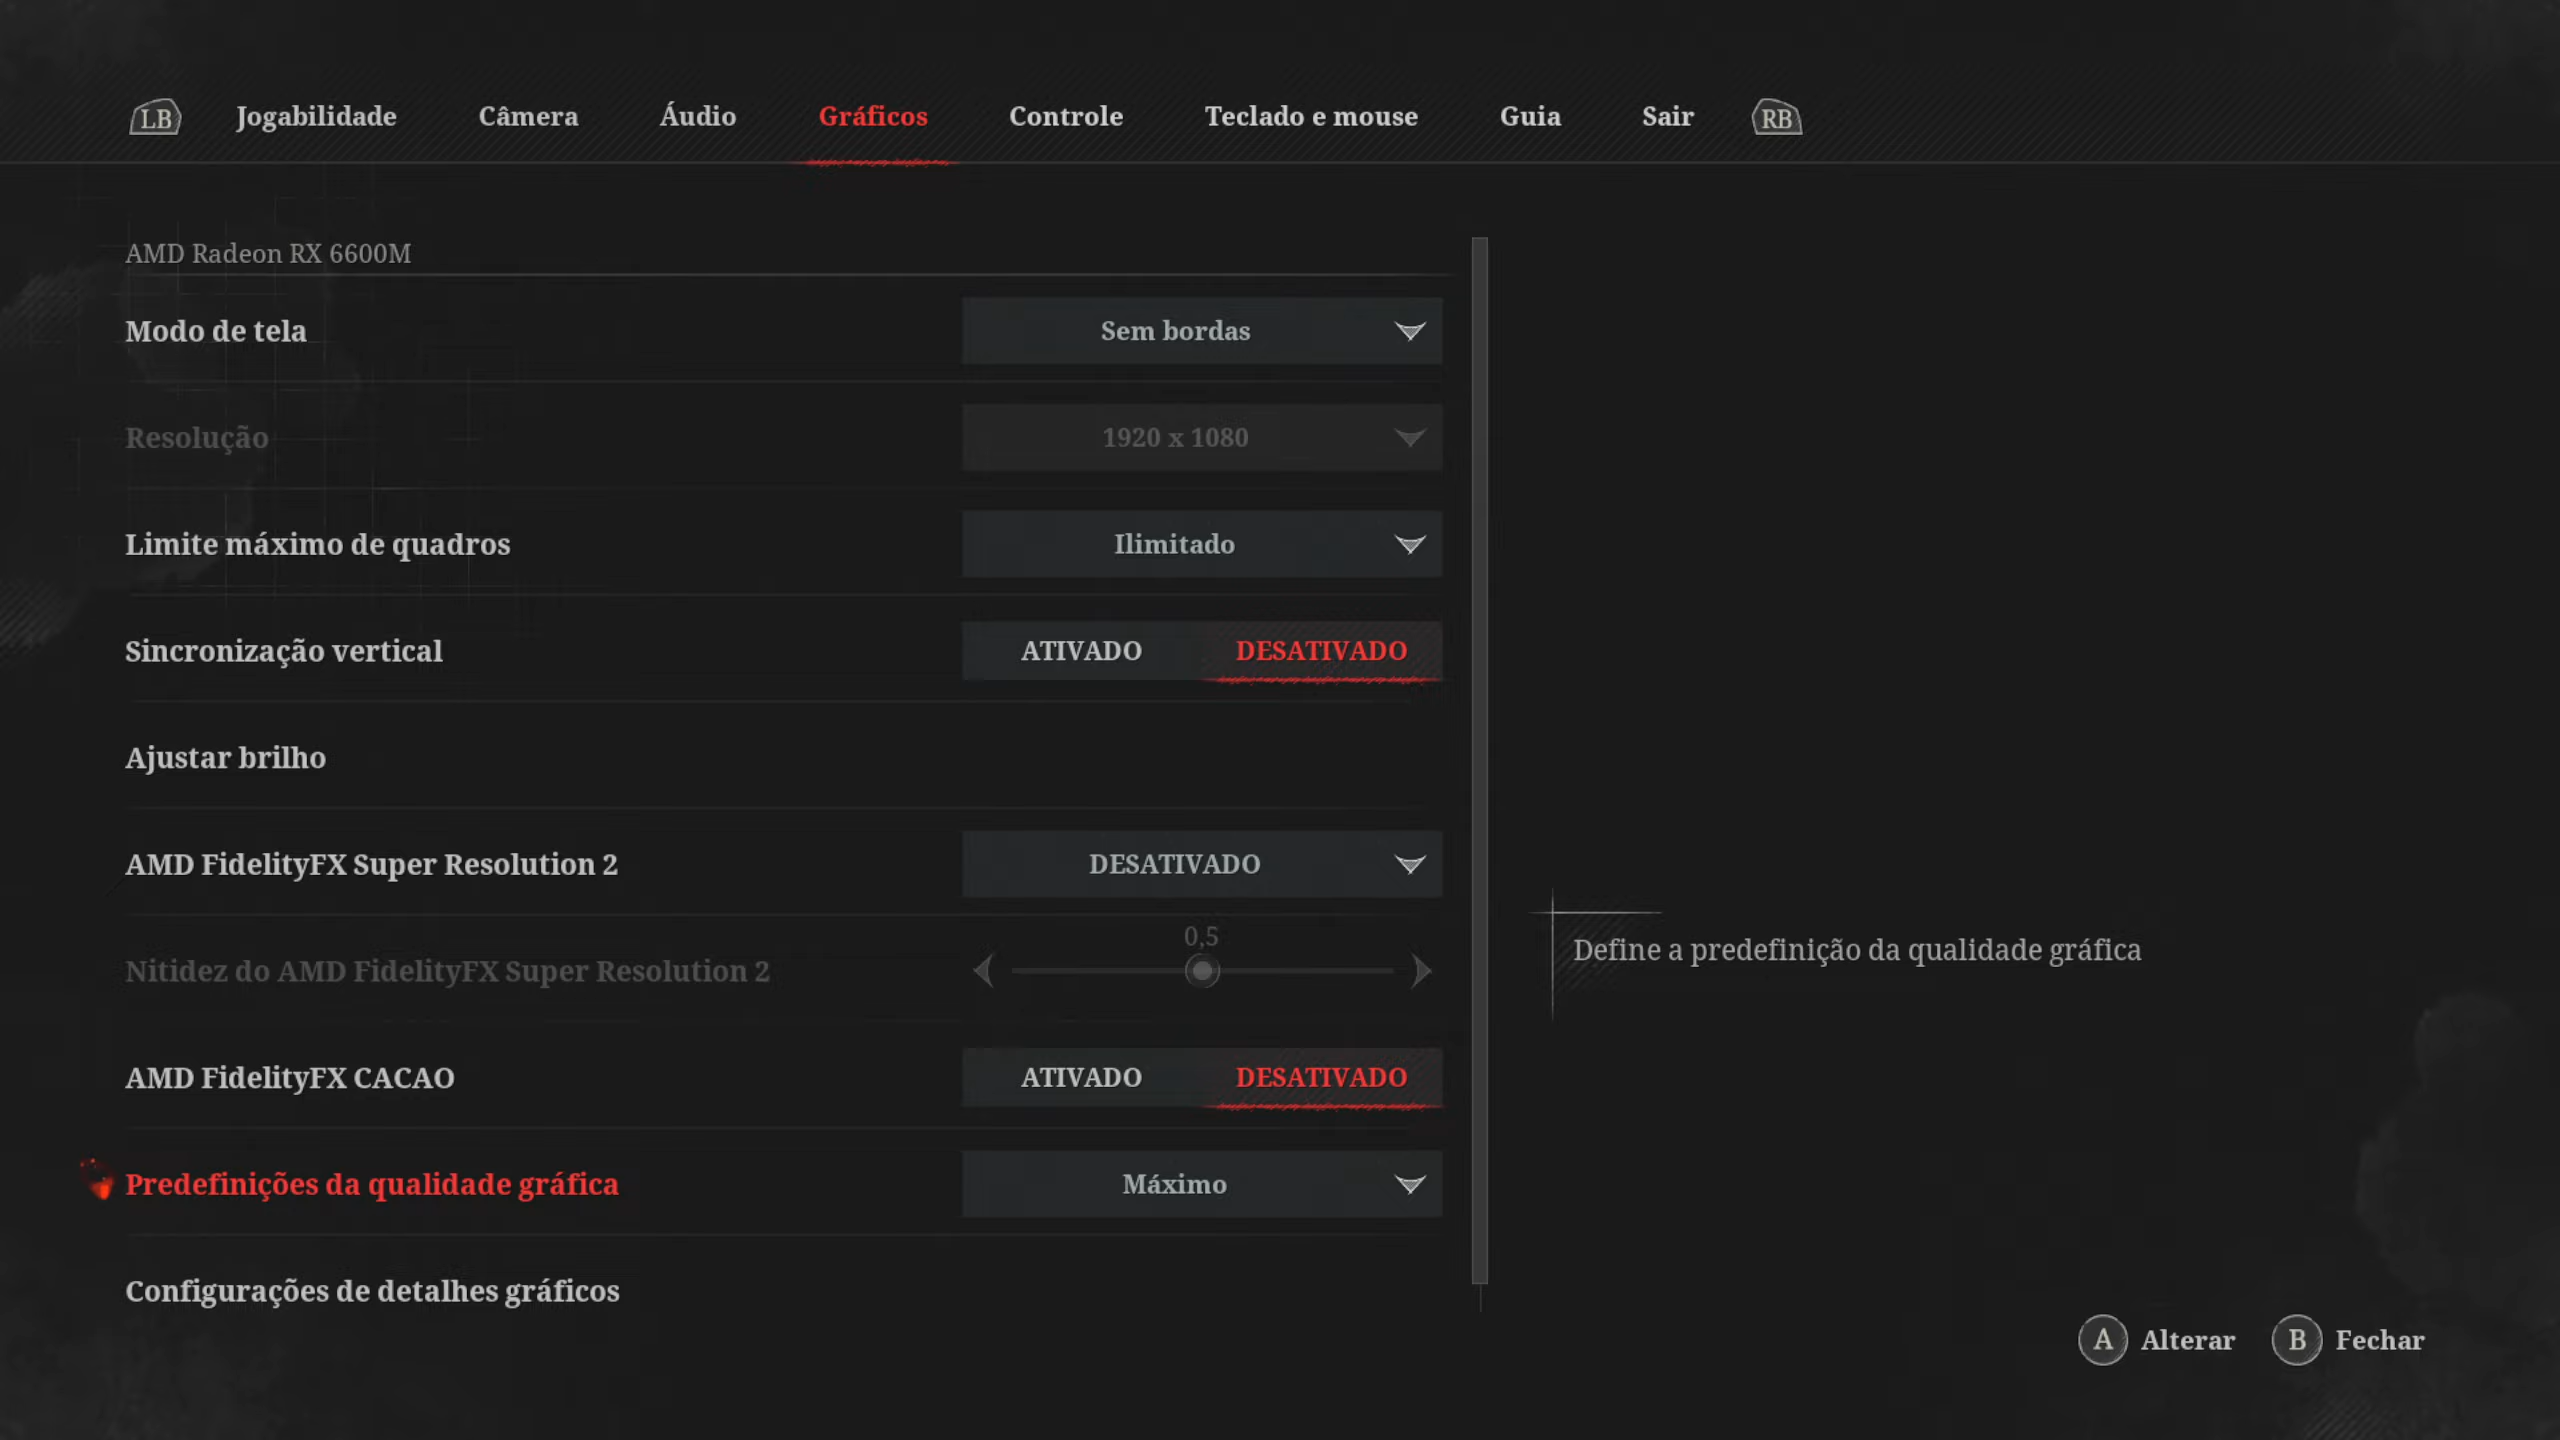 LB Jogabilidade Câmera Áudio Gráficos Controle Teclado e mouse Guia Sair RB
AMD Radeon RX 6600M
Modo de tela Sem bordas
Resolução 1920 x 1080
Limite máximo de quadros Ilimitado
Sincronização vertical ATIVADO DESATIVADO
Ajustar brilho
AMD FidelityFX Super Resolution 2 DESATIVADO
0,5
Nitidez do AMD FidelityFX Super Resolution 2
Define a predefinição da qualidade gráfica
AMD FidelityFX CACAO ATIVADO DESATIVADO
Predefinições da qualidade gráfica Máximo
Configurações de detalhes gráficos
A Alterar B Fechar